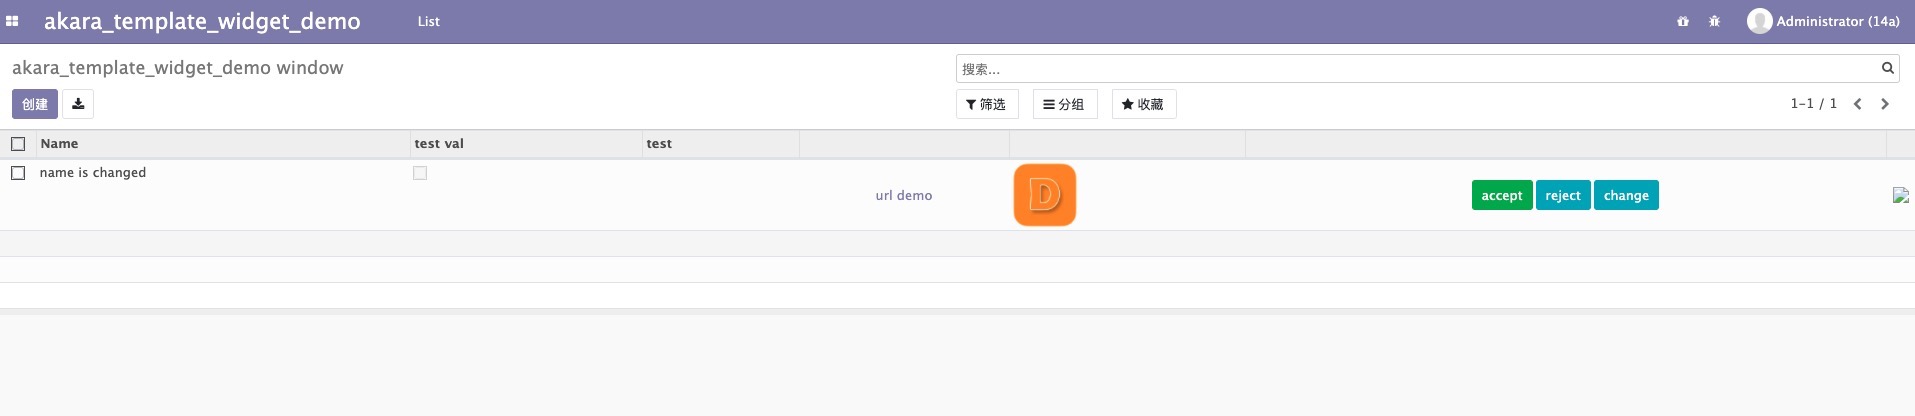 akara_template_widget_demo List Administrator (14a)
akara_template_widget_demo window
搜索...
创建 筛选 分组 收藏 1-1 / 1
Name test val test
name is changed
url demo D accept reject change